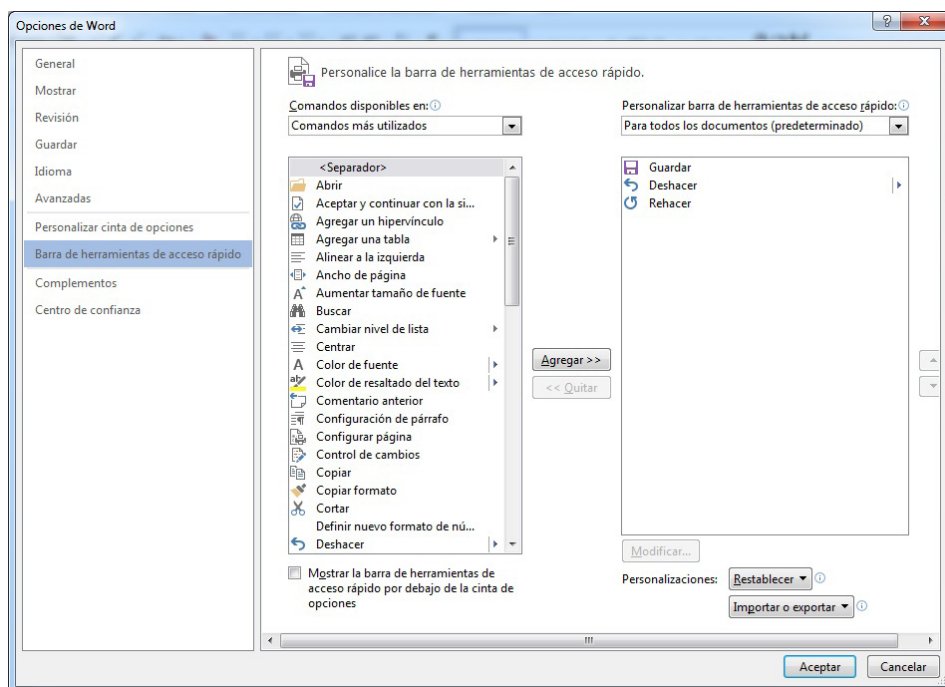 Opciones de Word
General
Mostrar
Revisión
Guardar
Idioma
Avanzadas
Personalizar cinta de opciones
Barra de herramientas de acceso rápido
Complementos
Centro de confianza
Personalice la barra de herramientas de acceso rápido.
Comandos disponibles en:
Comandos más utilizados
<Separador>
Abrir
Aceptar y continuar con la si...
Agregar un hipervínculo
Agregar una tabla
Alinear a la izquierda
Ancho de página
Aumentar tamaño de fuente
Buscar
Cambiar nivel de lista
Centrar
Color de fuente
Color de resaltado del texto
Comentario anterior
Configuración de párrafo
Configurar página
Control de cambios
Copiar
Copiar formato
Cortar
Definir nuevo formato de nú...
Deshacer
Mostrar la barra de herramientas de
acceso rápido por debajo de la cinta de
opciones
Agregar >>
<< Quitar
Personalizar barra de herramientas de acceso rápido:
Para todos los documentos (predeterminado)
Guardar
Deshacer
Rehacer
Modificar...
Personalizaciones:
Restablecer
Importar o exportar
Aceptar
Cancelar